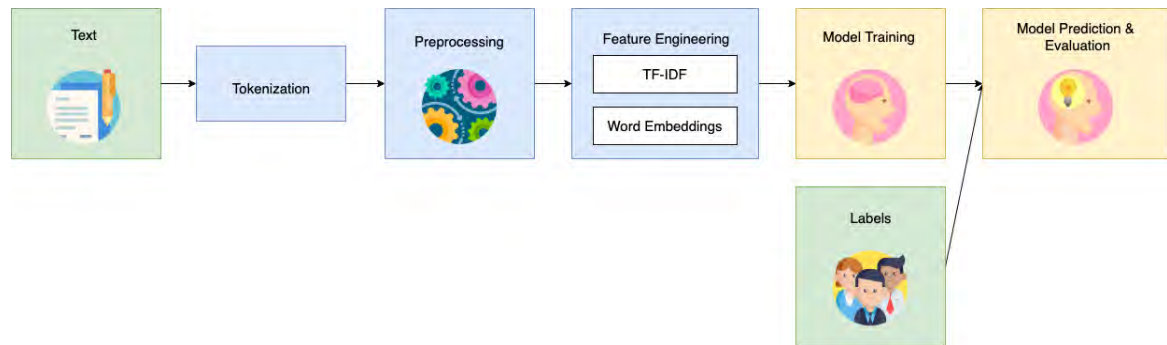 Text
Tokenization
Preprocessing
Feature Engineering
TF-IDF
Word Embeddings
Model Training
Model Prediction &
Evaluation
Labels